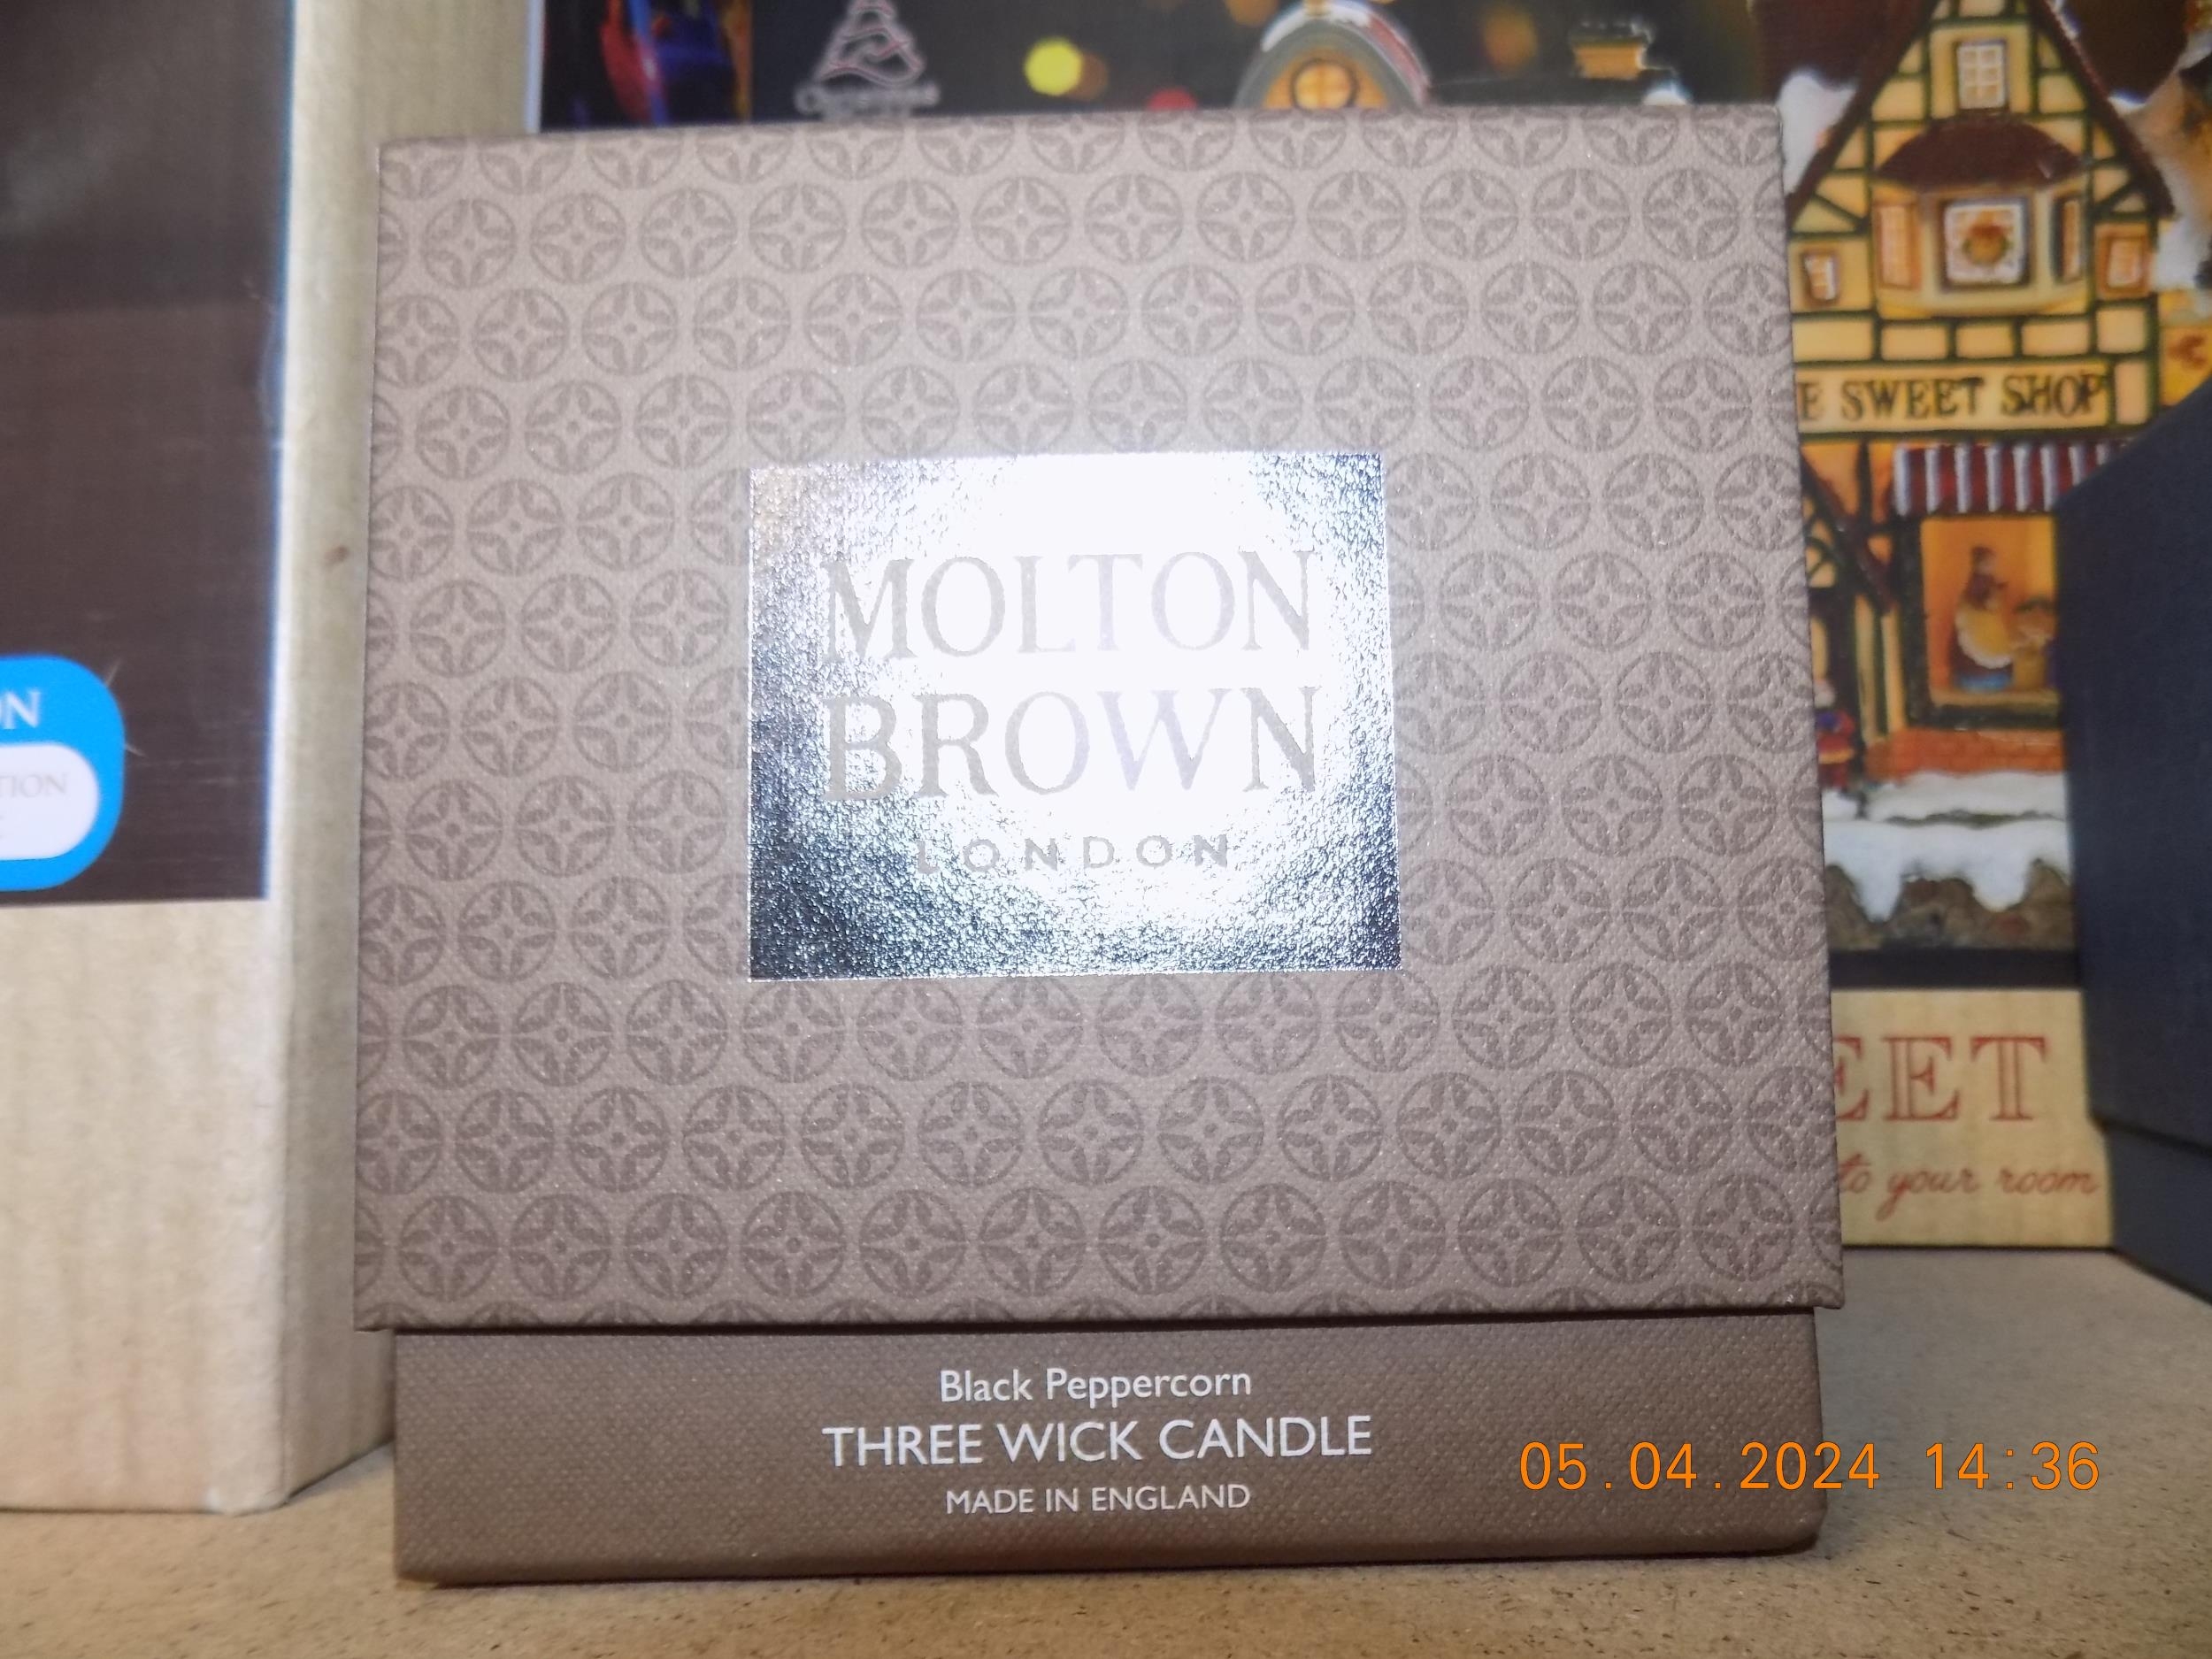 MOLTON
BROWN
LONDON
Black Peppercorn
THREE WICK CANDLE
MADE IN ENGLAND
05.04.2024 14:36
SWEET SHOP
to your room